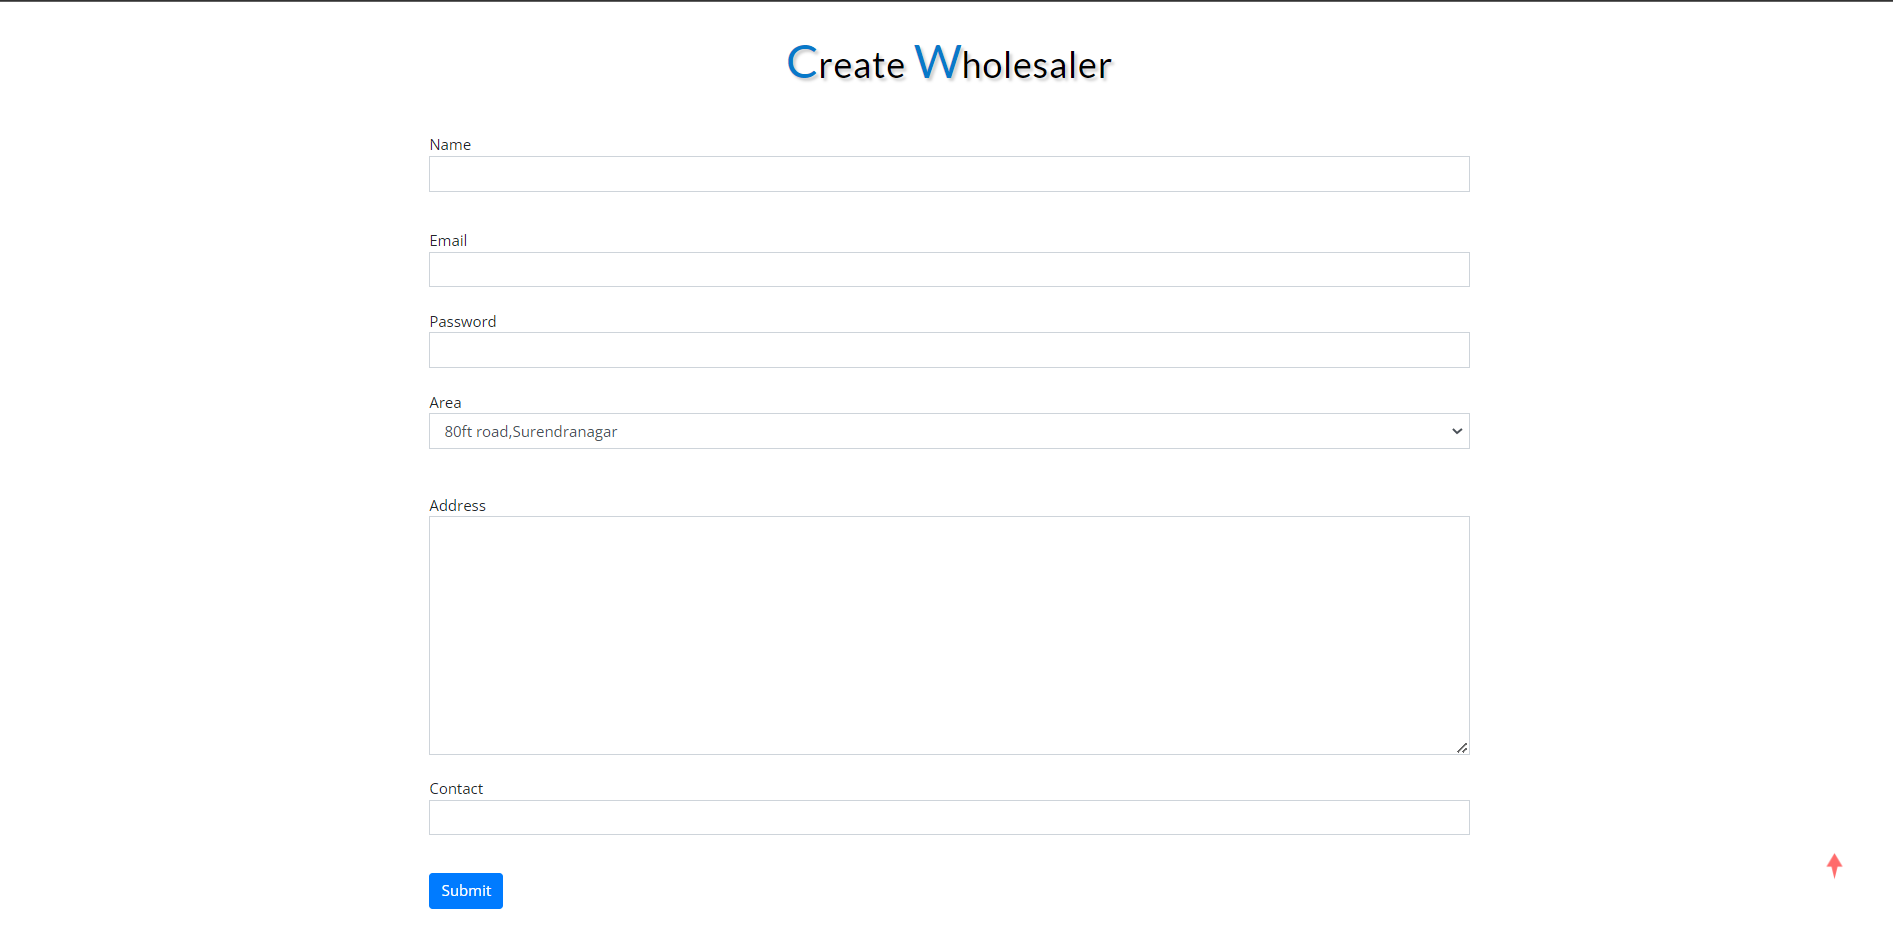 Create Wholesaler
Name
Email
Password
Area
80ft road,Surendranagar
Address
Contact
Submit